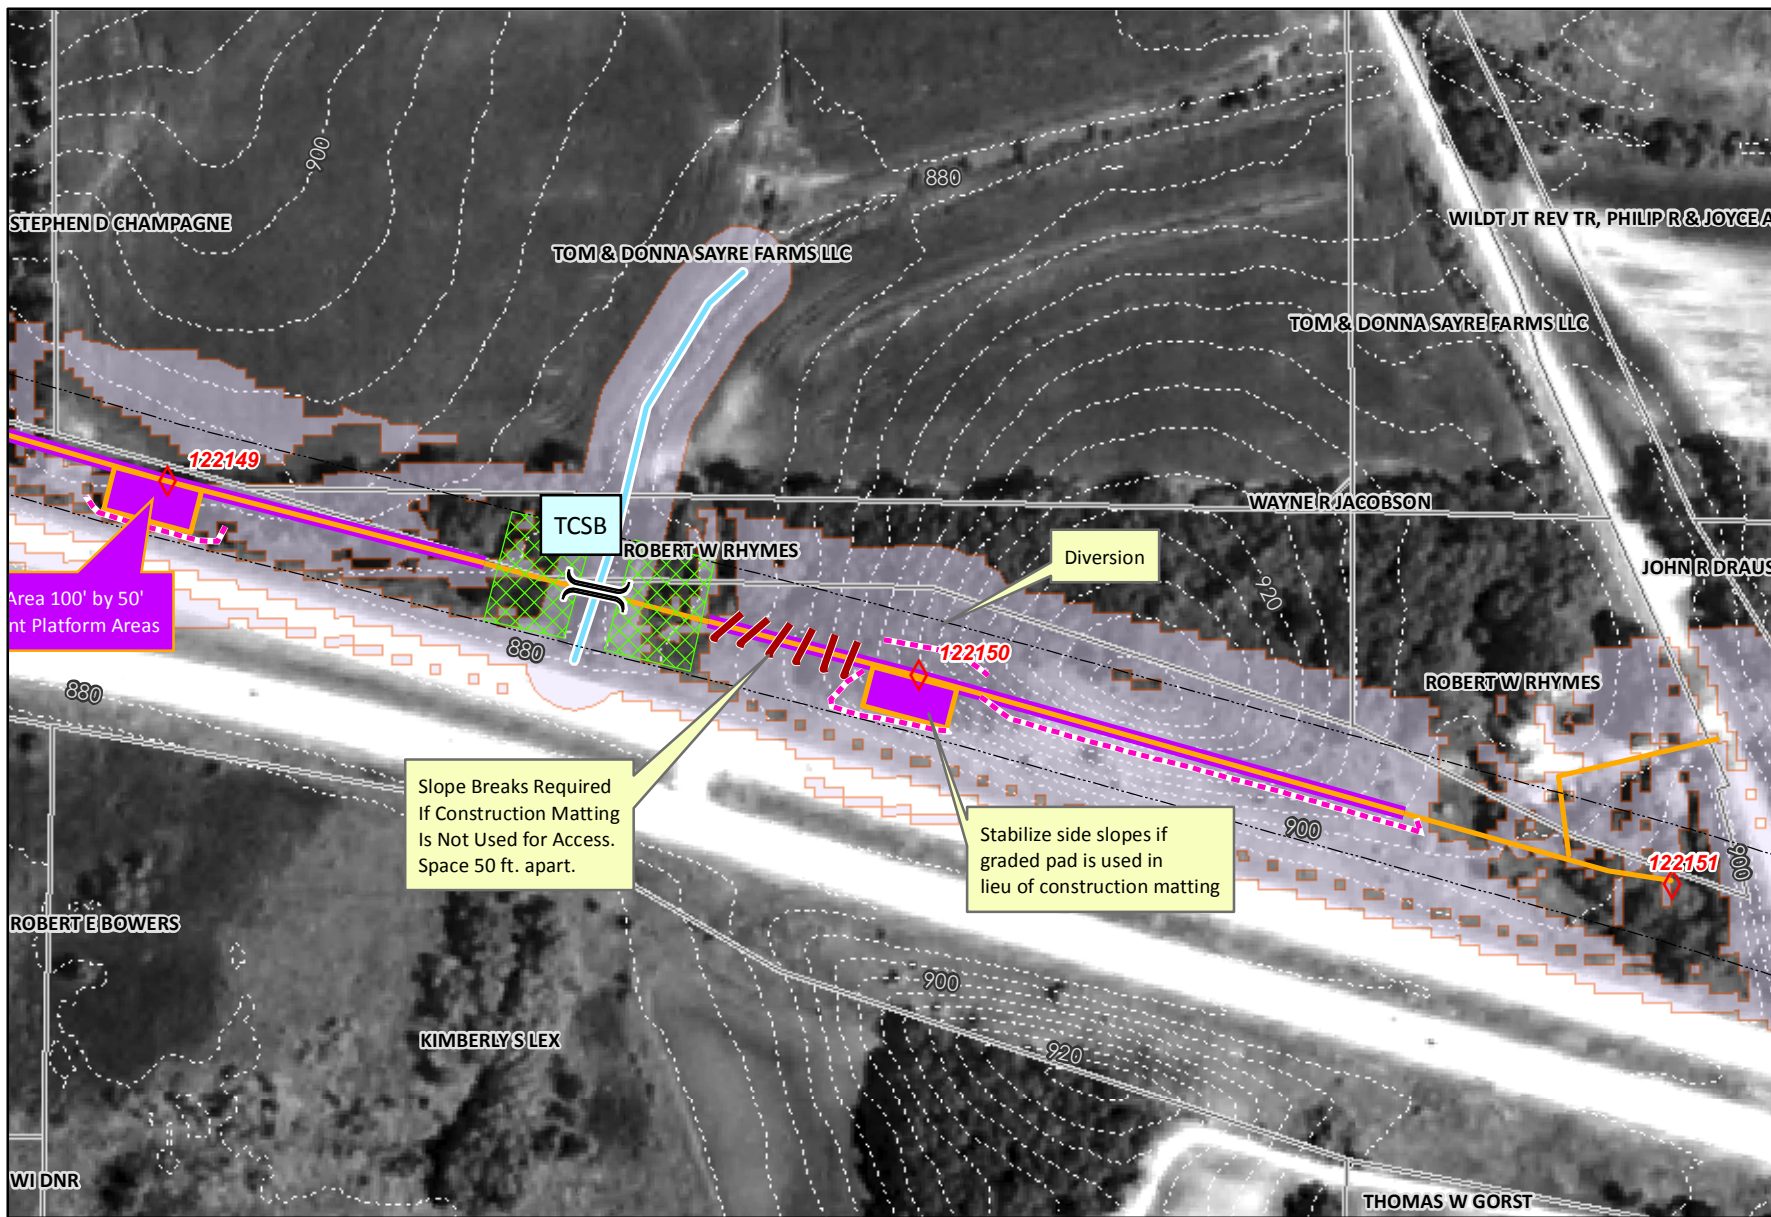 900
880
STEPHEN D CHAMPAGNE
WILDT JT REV TR, PHILIP R & JOYCE A
TOM & DONNA SAYRE FARMS LLC
TOM & DONNA SAYRE FARMS LLC
122149
WAYNE R JACOBSON
TCSB
ROBERT W RHYMES
Diversion
JOHN R DRAUS
920
Area 100' by 50'
nt Platform Areas
880
122150
880
ROBERT W RHYMES
Slope Breaks Required
If Construction Matting
Is Not Used for Access.
Space 50 ft. apart.
Stabilize side slopes if
graded pad is used in
lieu of construction matting
900
122151
900
ROBERT E BOWERS
900
KIMBERLY S LEX
920
WI DNR
THOMAS W GORST